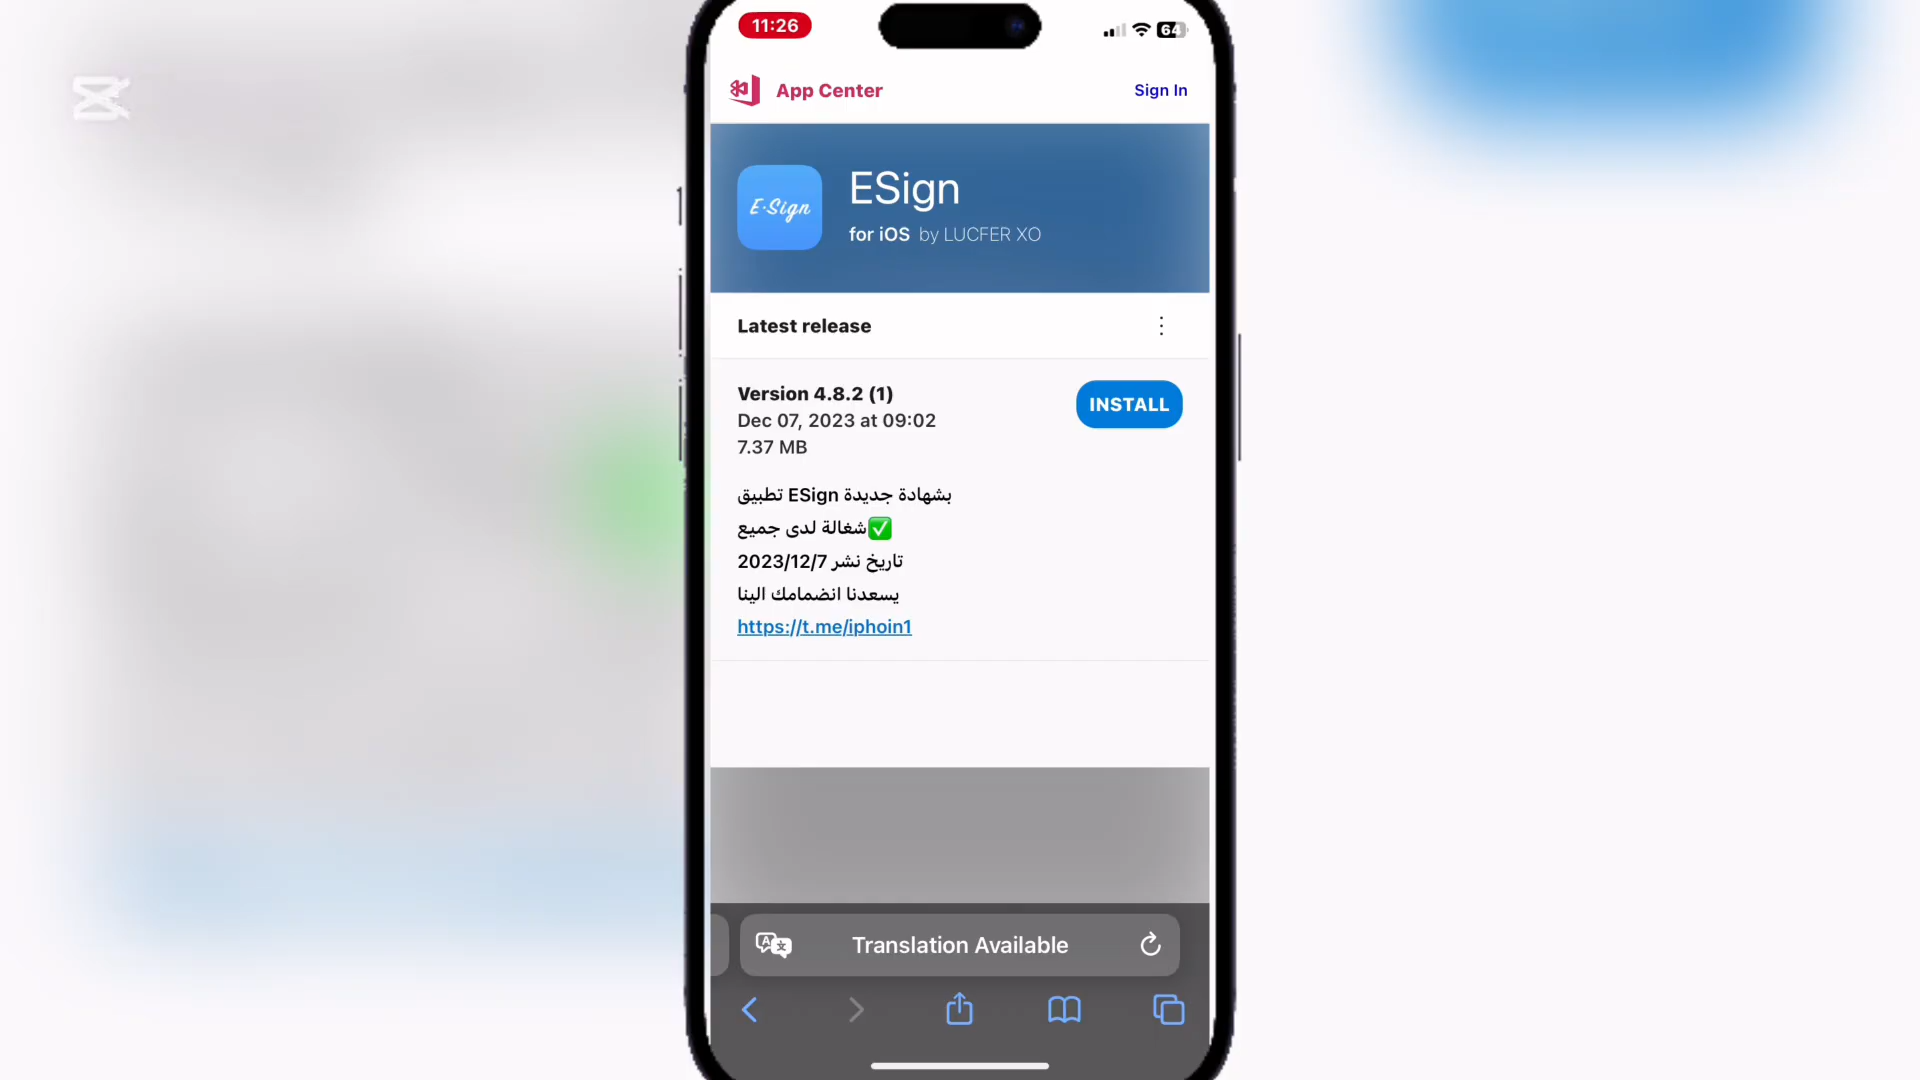 11:26
64
App Center
Sign In
E·Sign
ESign
for iOS by LUCFER XO
Latest release
Version 4.8.2 (1)
Dec 07, 2023 at 09:02
7.37 MB
INSTALL
تطبيق ESign بشهادة جديدة
شغالة لدى جميع✅
تاريخ نشر 2023/12/7
يسعدنا انضمامك الينا
https://t.me/iphoin1
Translation Available